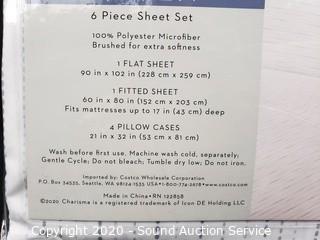 6 Piece Sheet Set
100% Polyester Microfiber
Brushed for extra softness
1 FLAT SHEET
90 in x 102 in (228 cm x 259 cm)
1 FITTED SHEET
60 in x 80 in (152 cm x 203 cm)
Fits mattresses up to 17 in (43 cm) deep
4 PILLOW CASES
21 in x 32 in (53 cm x 81 cm)
Wash before first use. Machine wash cold, separately;
Gentle Cycle; Do not bleach; Tumble dry low; Do not iron.
Imported by: Costco Wholesale Corporation
P.O. Box 34535, Seattle, WA 98124-1535 USA•1-800-774-2678•www.costco.com
Made in China•RN 122858
©2020 Charisma is a registered trademark of Icon DE Holding LLC
Copyright 2020 - Sound Auction Service